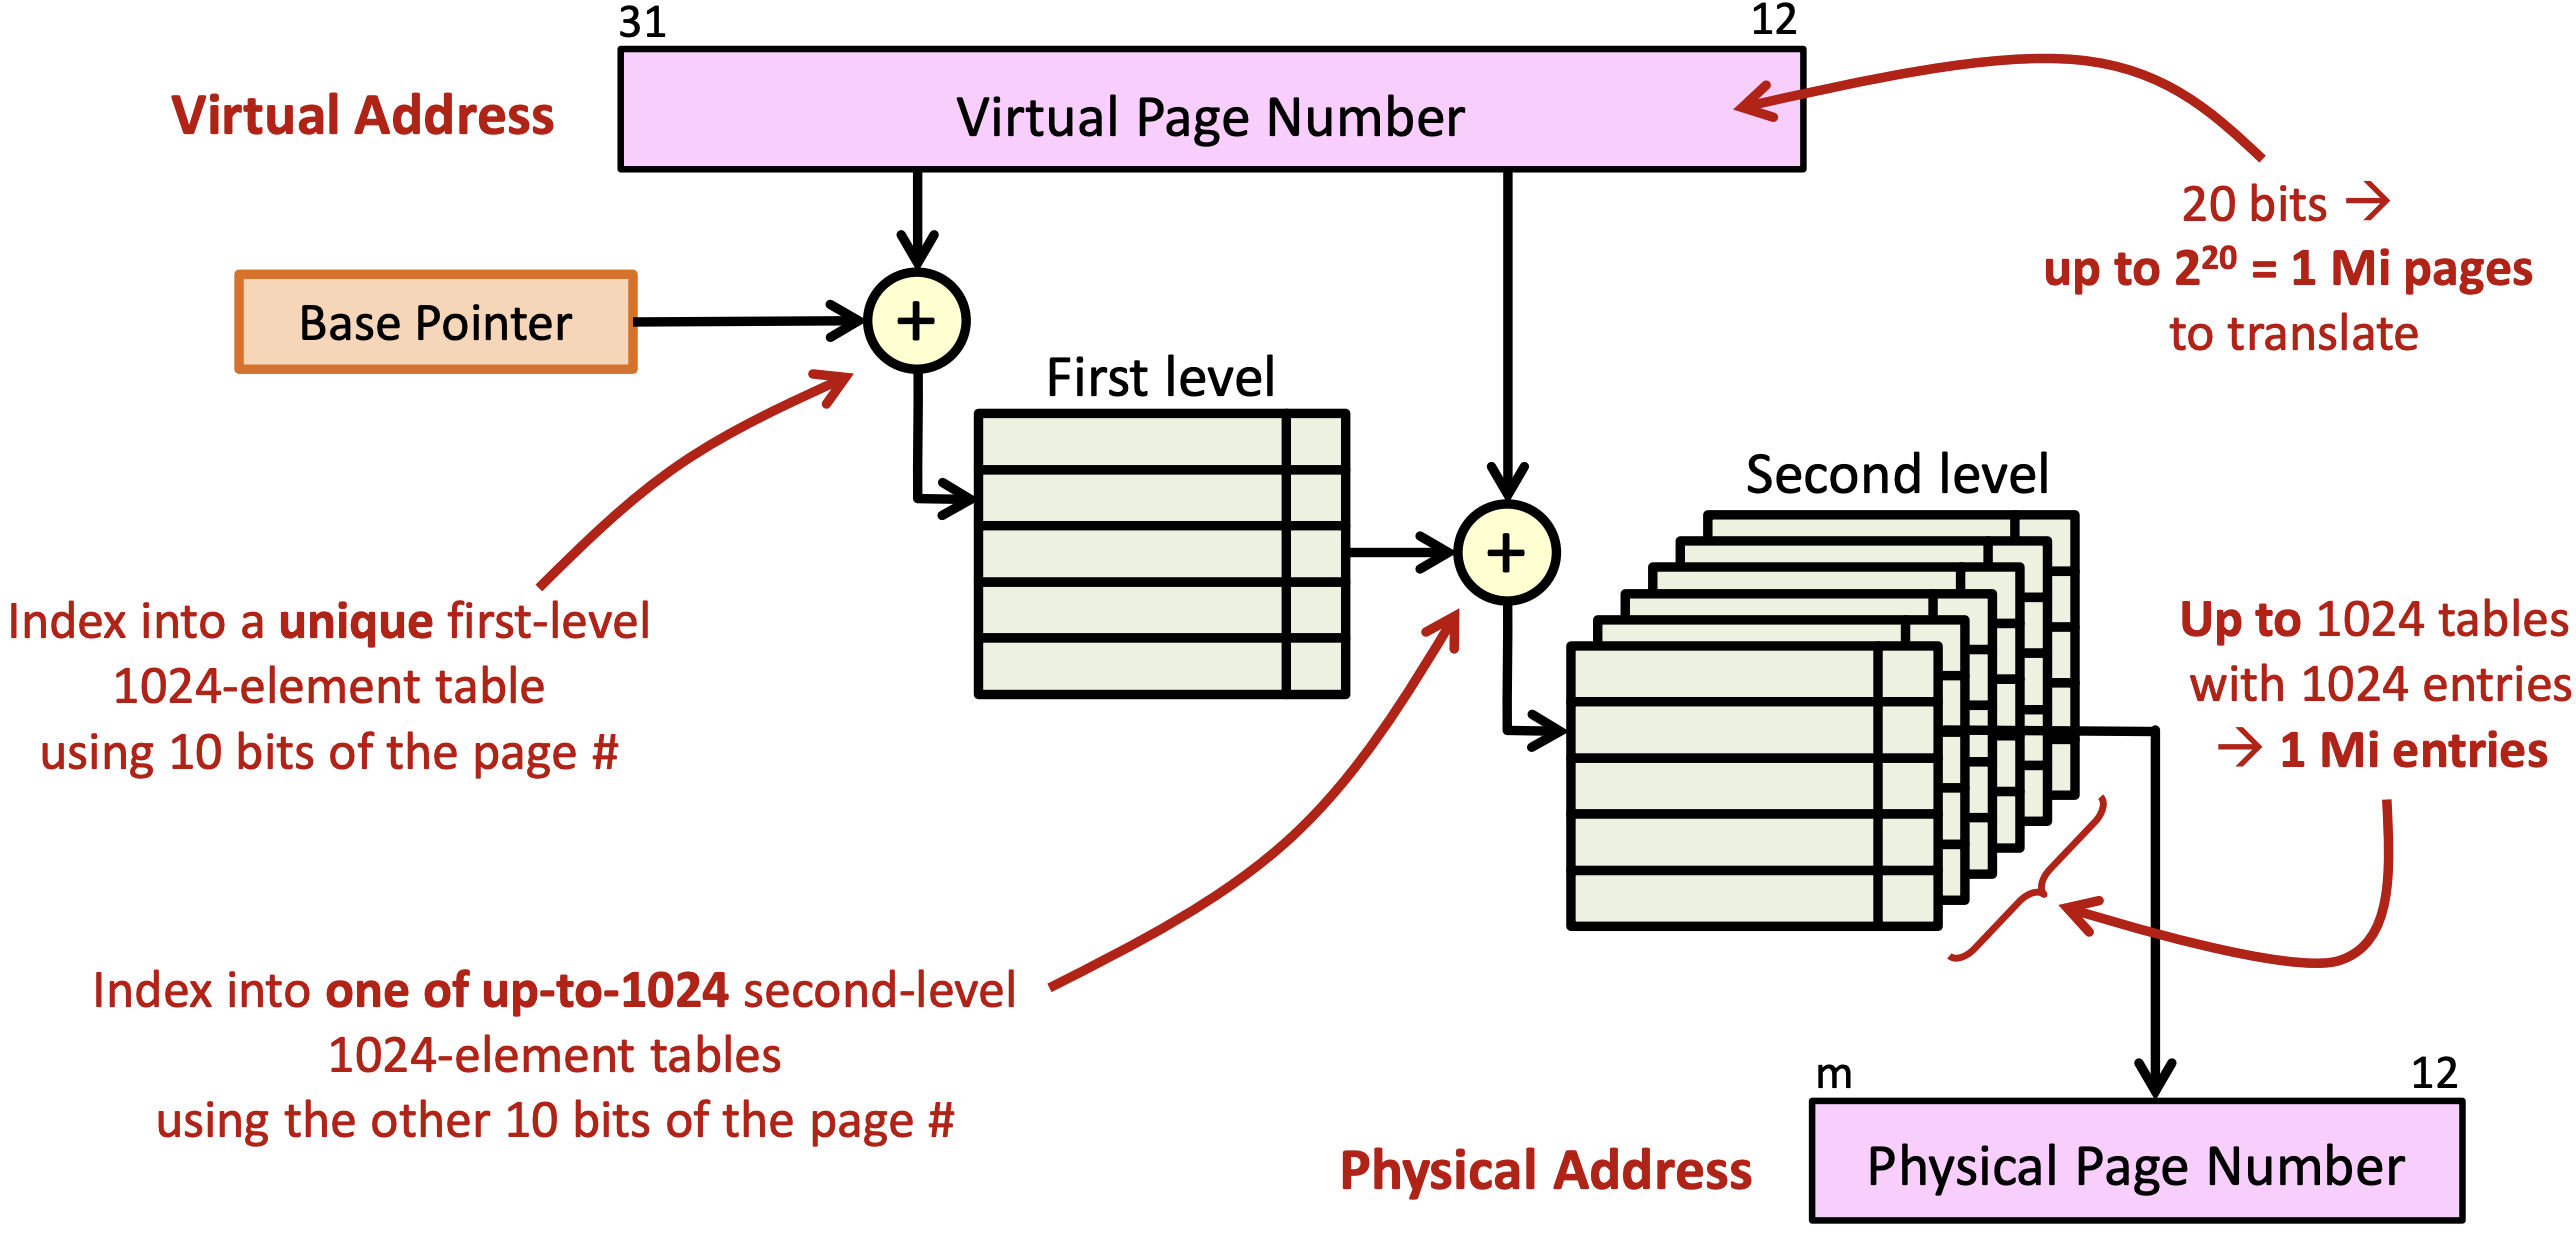 31
12
Virtual Address
Virtual Page Number
20 bits →
up to 2²⁰ = 1 Mi pages
to translate
Base Pointer
+
First level
Second level
+
Index into a unique first-level
1024-element table
using 10 bits of the page #
Up to 1024 tables
with 1024 entries
→ 1 Mi entries
Index into one of up-to-1024 second-level
1024-element tables
using the other 10 bits of the page #
m
12
Physical Address
Physical Page Number